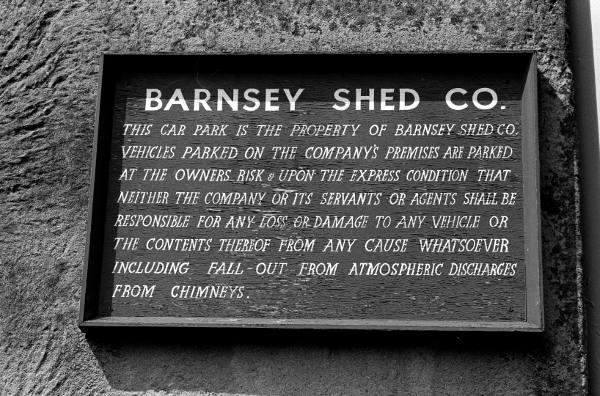 BARNSEY SHED CO.
THIS CAR PARK IS THE PROPERTY OF BARNSEY SHED CO.
VEHICLES PARKED ON THE COMPANY'S PREMISES ARE PARKED
AT THE OWNERS RISK & UPON THE EXPRESS CONDITION THAT
NEITHER THE COMPANY OR ITS SERVANTS OR AGENTS SHALL BE
RESPONSIBLE FOR ANY LOSS OR DAMAGE TO ANY VEHICLE OR
THE CONTENTS THEREOF FROM ANY CAUSE WHATSOEVER
INCLUDING FALL-OUT FROM ATMOSPHERIC DISCHARGES
FROM CHIMNEYS.